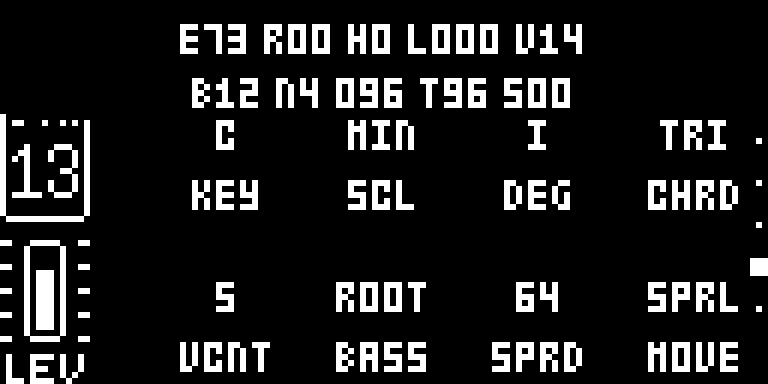 E73 R00 H0 L000 V14
B12 N4 O96 T96 S00
13 C MIN I TRI
KEY SCL DEG CHRD
5 ROOT 64 SPRL
LEV VCNT BASS SPRD MOVE